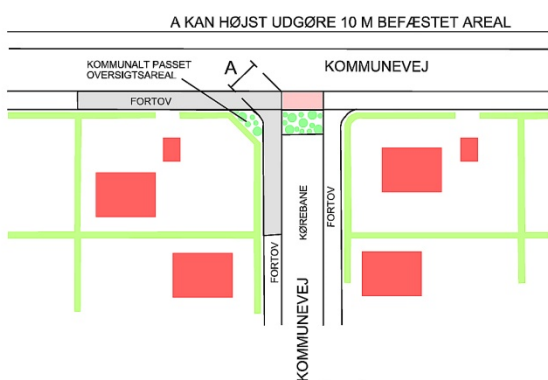 A KAN HØJST UDGØRE 10 M BEFÆSTET AREAL
KOMMUNALT PASSET
OVERSIGTSAREAL
A
KOMMUNEVEJ
FORTOV
KØREBANE
FORTOV
FORTOV
KOMMUNEVEJ